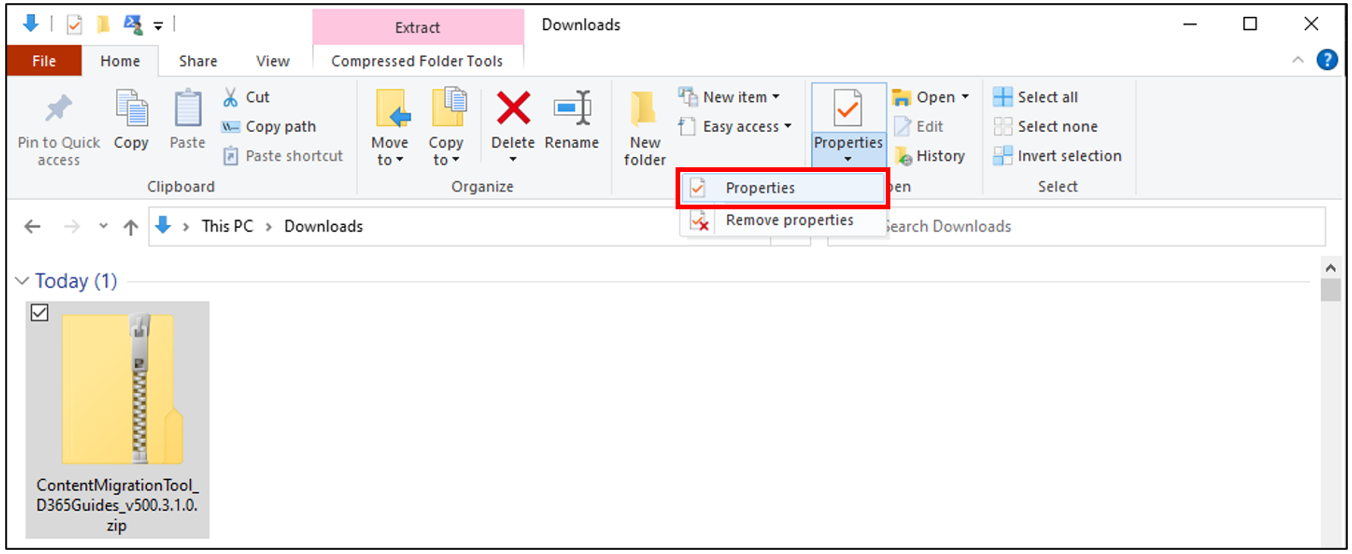 Extract
Downloads
File
Home
Share
View
Compressed Folder Tools
?
Pin to Quick
access
Copy
Paste
Cut
Copy path
Paste shortcut
Clipboard
Move
to
Copy
to
Delete
Rename
Organize
New
folder
New item
Easy access
Properties
Open
Edit
History
pen
Select all
Select none
Invert selection
Select
Properties
Remove properties
This PC
Downloads
Search Downloads
Today (1)
ContentMigrationTool_
D365Guides_v500.3.1.0.
zip